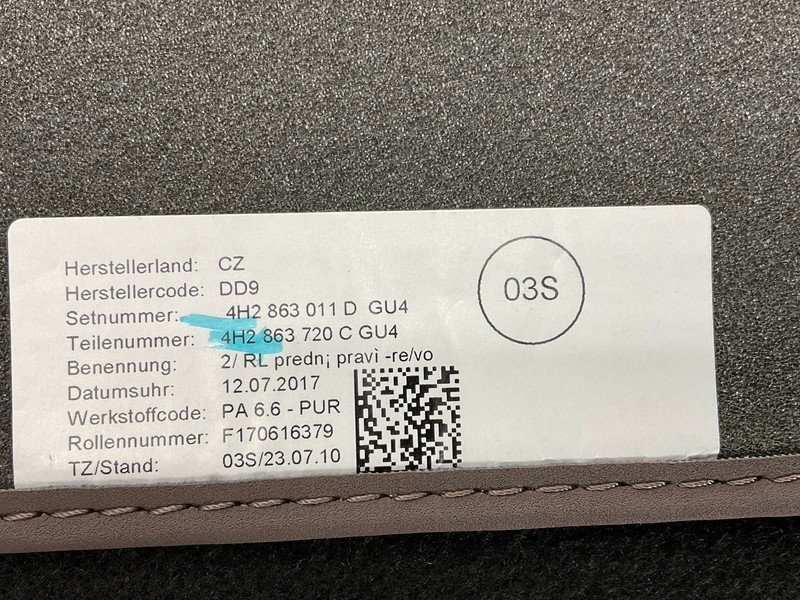 Herstellerland: CZ
Herstellercode: DD9
Setnummer: 4H2 863 011 D GU4
Teilenummer: 4H2 863 720 C GU4
Benennung: 2/ RL predn¡ pravì -re/vo
Datumsuhr: 12.07.2017
Werkstoffcode: PA 6.6 - PUR
Rollennummer: F170616379
TZ/Stand: 03S/23.07.10
03S